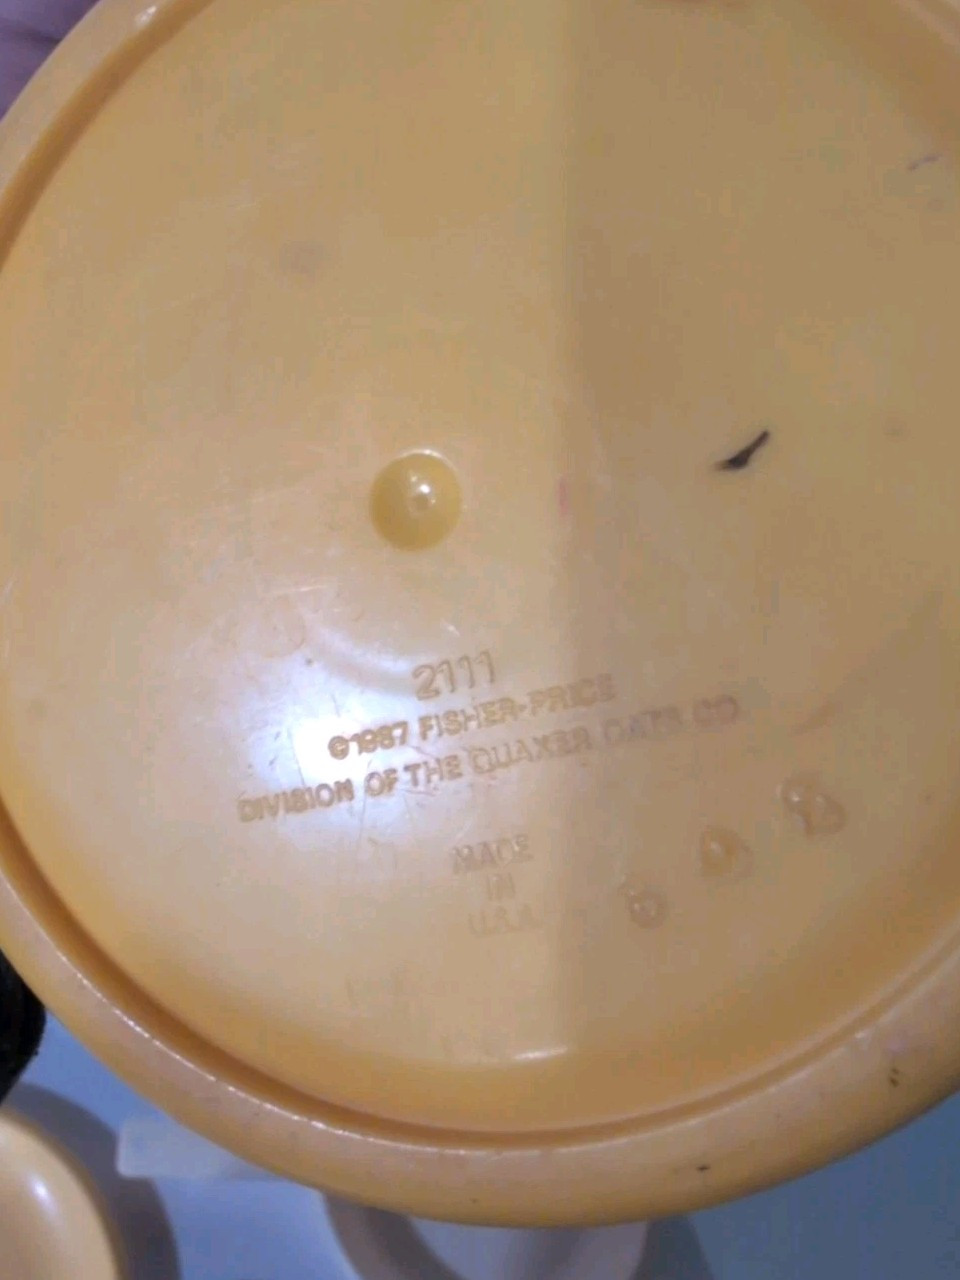 2111
©1987 FISHER-PRICE
DIVISION OF THE QUAKER OATS CO
MADE
IN
U.S.A.